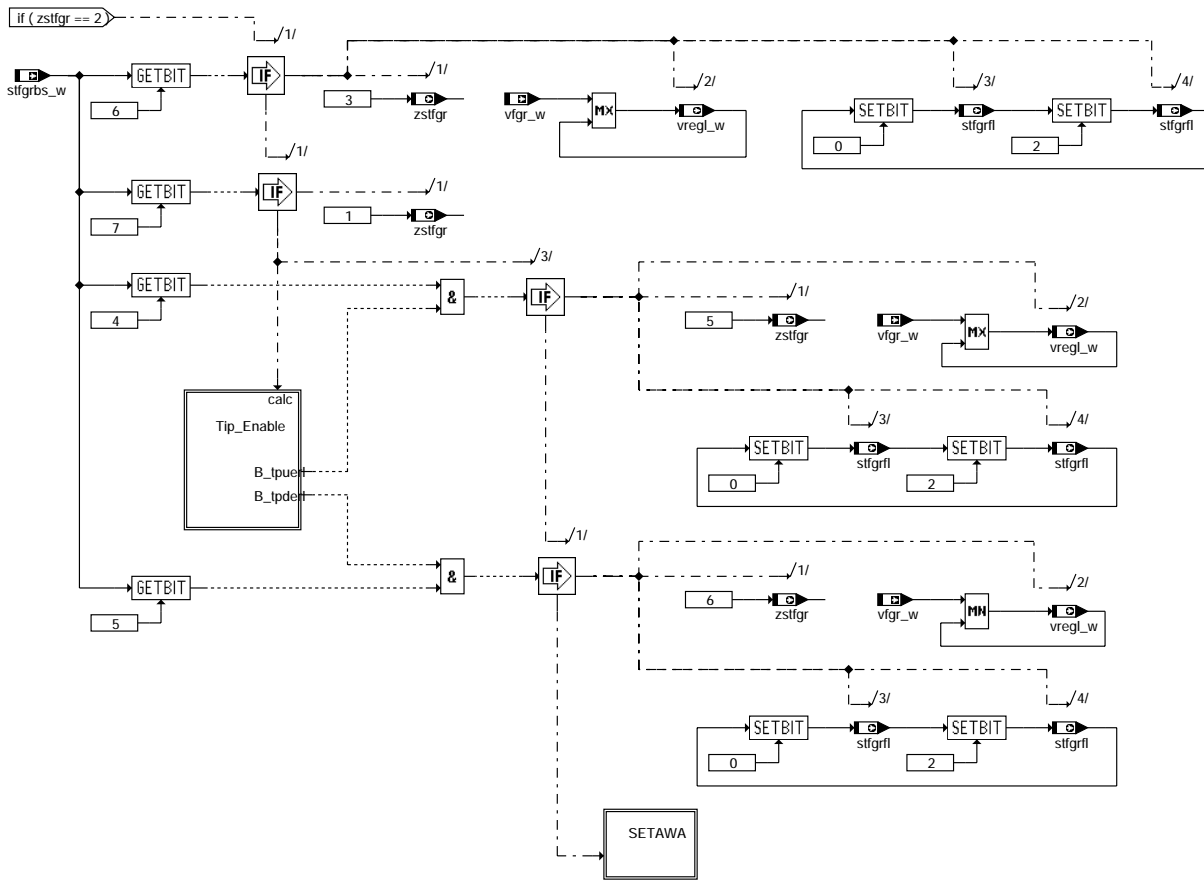 if ( zstfgr == 2)
/1/
stfgrbs_w
GETBIT
6
IF
/1/
3
zstfgr
vfgr_w
MX
/2/
vregl_w
SETBIT
0
/3/
stfgrfl
SETBIT
2
/4/
stfgrfl
/1/
GETBIT
7
IF
/1/
1
zstfgr
/3/
GETBIT
4
&
IF
/1/
5
zstfgr
vfgr_w
MX
/2/
vregl_w
calc
Tip_Enable
B_tpuerl
B_tpderl
SETBIT
0
/3/
stfgrfl
SETBIT
2
/4/
stfgrfl
/1/
GETBIT
5
&
IF
/1/
6
zstfgr
vfgr_w
MN
/2/
vregl_w
SETBIT
0
/3/
stfgrfl
SETBIT
2
/4/
stfgrfl
SETAWA